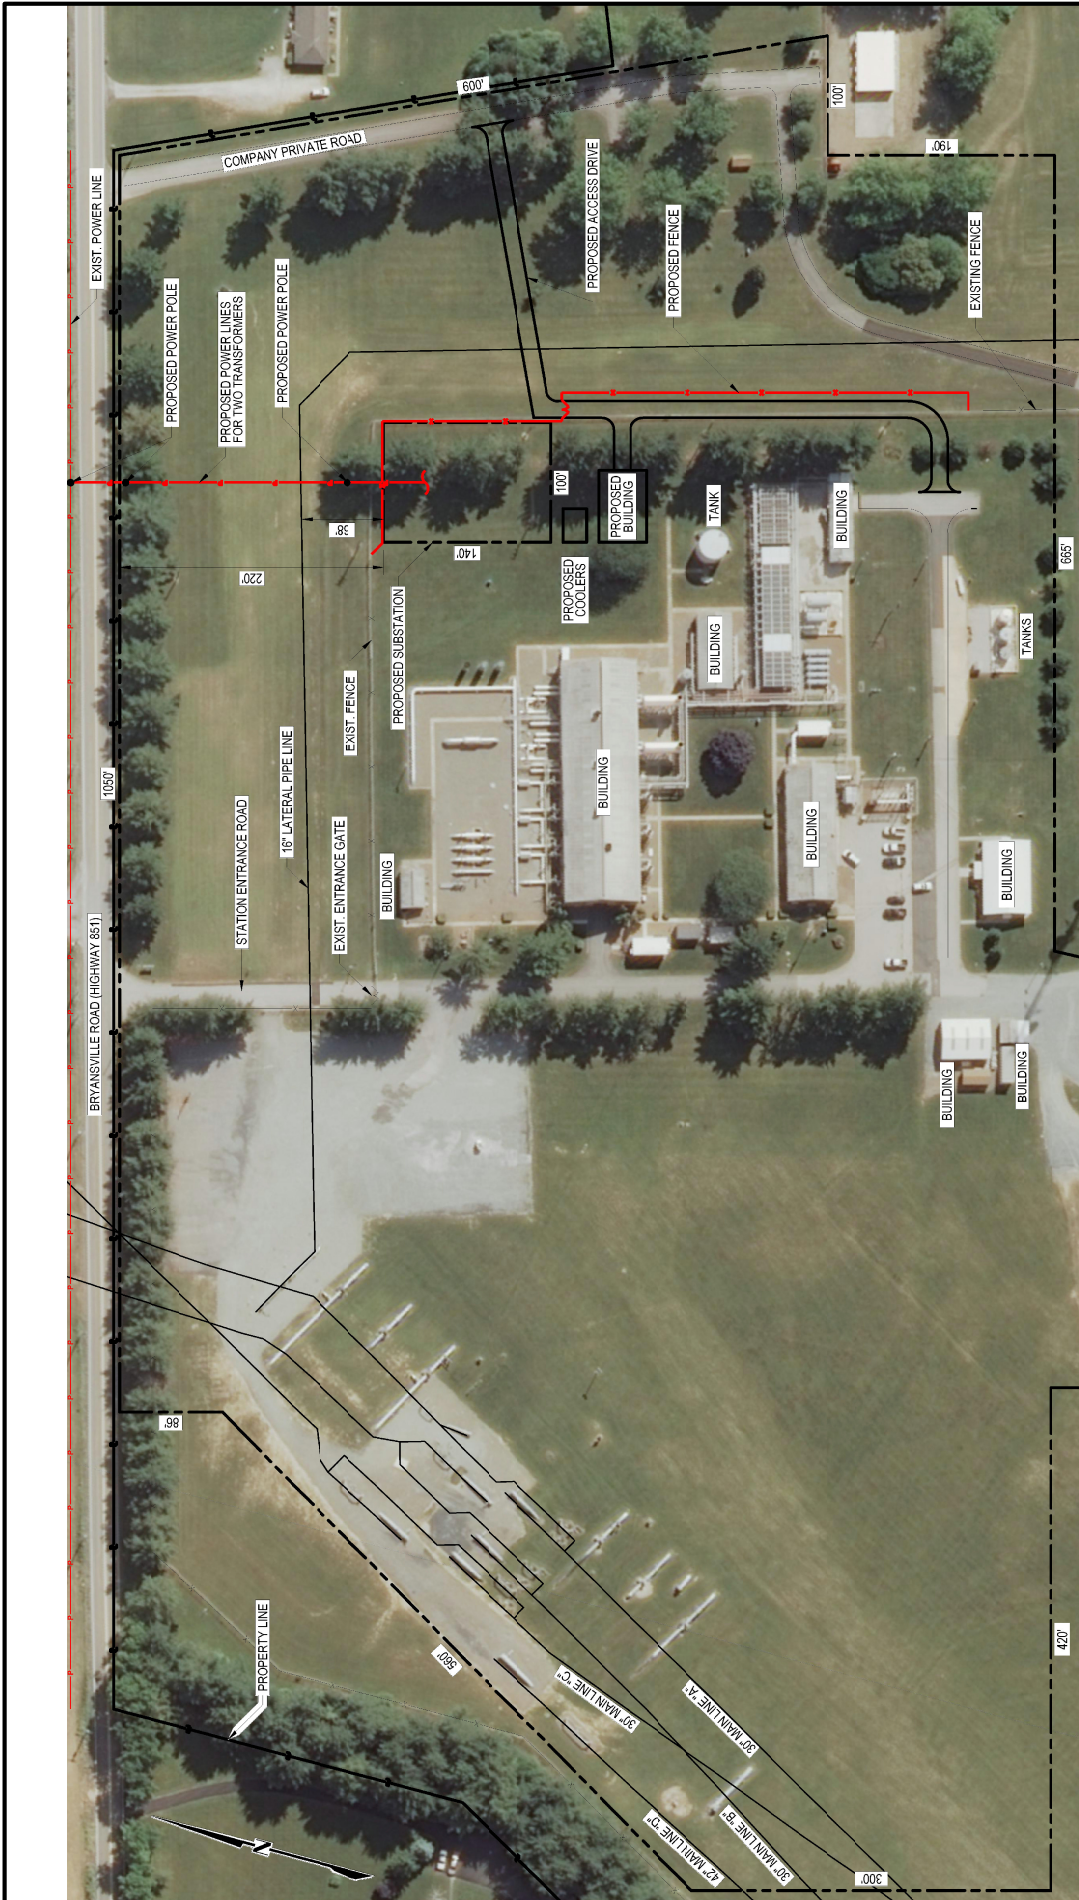 600'
COMPANY PRIVATE ROAD
100'
190'
EXIST. POWER LINE
PROPOSED POWER POLE
PROPOSED POWER LINES
FOR TWO TRANSFORMERS
PROPOSED POWER POLE
PROPOSED ACCESS DRIVE
PROPOSED FENCE
EXISTING FENCE
38'
220'
140'
100'
PROPOSED
BUILDING
PROPOSED
COOLERS
TANK
BUILDING
665'
TANKS
EXIST. FENCE
PROPOSED SUBSTATION
BUILDING
1050'
16" LATERAL PIPE LINE
STATION ENTRANCE ROAD
EXIST. ENTRANCE GATE
BUILDING
BUILDING
BUILDING
BUILDING
BRYANSVILLE ROAD (HIGHWAY 851)
BUILDING
BUILDING
86'
560'
PROPERTY LINE
420'
30" MAIN LINE "C"
30" MAIN LINE "A"
42" MAIN LINE "D"
30" MAIN LINE "B"
300'
N